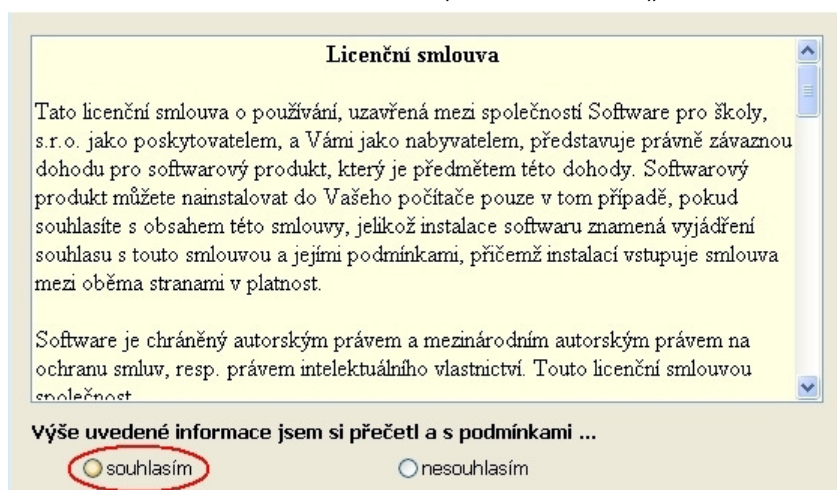 Licenční smlouva
Tato licenční smlouva o používání, uzavřená mezi společností Software pro školy,
s.r.o. jako poskytovatelem, a Vámi jako nabyvatelem, představuje právně závaznou
dohodu pro softwarový produkt, který je předmětem této dohody. Softwarový
produkt můžete nainstalovat do Vašeho počítače pouze v tom případě, pokud
souhlasíte s obsahem této smlouvy, jelikož instalace softwaru znamená vyjádření
souhlasu s touto smlouvou a jejími podmínkami, přičemž instalací vstupuje smlouva
mezi oběma stranami v platnost.
Software je chráněný autorským právem a mezinárodním autorským právem na
ochranu smluv, resp. právem intelektuálního vlastnictví. Touto licenční smlouvou
společnost
Výše uvedené informace jsem si přečetl a s podmínkami ...
souhlasím nesouhlasím